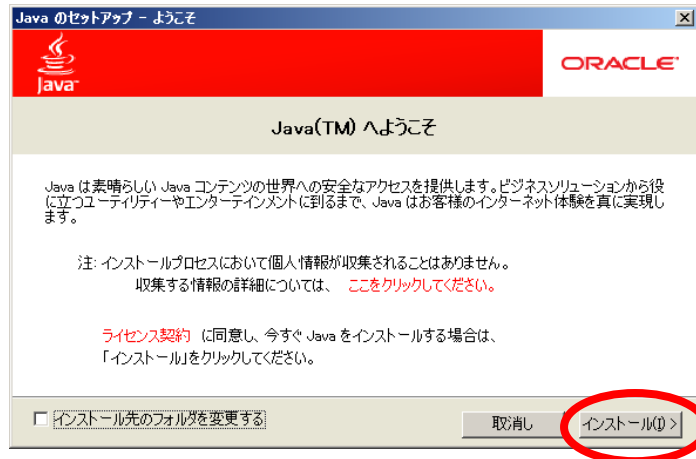 Java のセットアップ - ようこそ
Java
ORACLE
Java(TM) へようこそ
Java は素晴らしい Java コンテンツの世界への安全なアクセスを提供します。ビジネスソリューションから役
に立つユーティリティーやエンターテインメントに到るまで、Java はお客様のインターネット体験を真に実現し
ます。
注: インストールプロセスにおいて個人情報が収集されることはありません。
収集する情報の詳細については、 ここをクリックしてください。
ライセンス契約 に同意し、今すぐ Java をインストールする場合は、
「インストール」をクリックしてください。
インストール先のフォルダを変更する
取消し
インストール(I) >